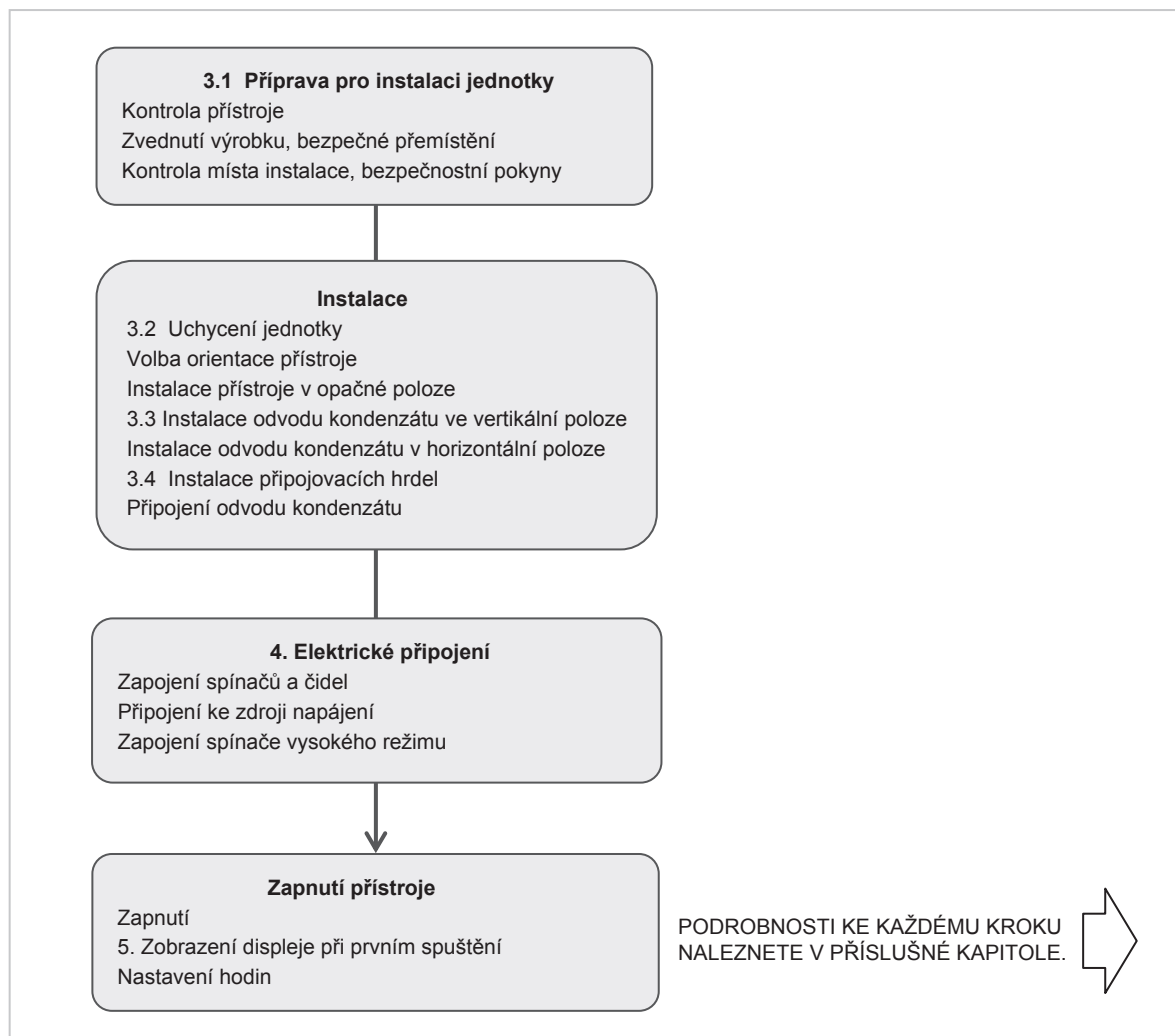 3.1  Příprava pro instalaci jednotky
Kontrola přístroje
Zvednutí výrobku, bezpečné přemístění
Kontrola místa instalace, bezpečnostní pokyny
Instalace
3.2  Uchycení jednotky
Volba orientace přístroje
Instalace přístroje v opačné poloze
3.3 Instalace odvodu kondenzátu ve vertikální poloze
Instalace odvodu kondenzátu v horizontální poloze
3.4  Instalace připojovacích hrdel
Připojení odvodu kondenzátu
4. Elektrické připojení
Zapojení spínačů a čidel
Připojení ke zdroji napájení
Zapojení spínače vysokého režimu
Zapnutí přístroje
Zapnutí
5. Zobrazení displeje při prvním spuštění
Nastavení hodin
PODROBNOSTI KE KAŽDÉMU KROKU
NALEZNETE V PŘÍSLUŠNÉ KAPITOLE.